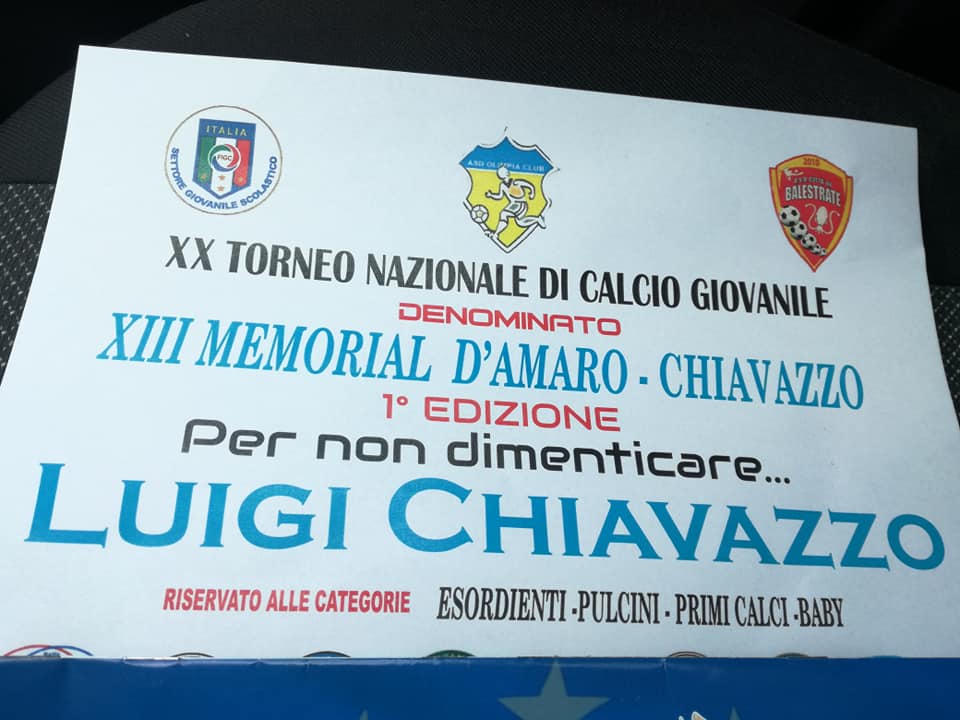 ITALIA
FIGC
SETTORE GIOVANILE SCOLASTICO
ASD OLIMPIA CLUB
2010
BALESTRATE
XX TORNEO NAZIONALE DI CALCIO GIOVANILE
DENOMINATO
XIII MEMORIAL D'AMARO - CHIAVAZZO
1° EDIZIONE
Per non dimenticare...
LUIGI CHIAVAZZO
RISERVATO ALLE CATEGORIE ESORDIENTI -PULCINI - PRIMI CALCI -BABY